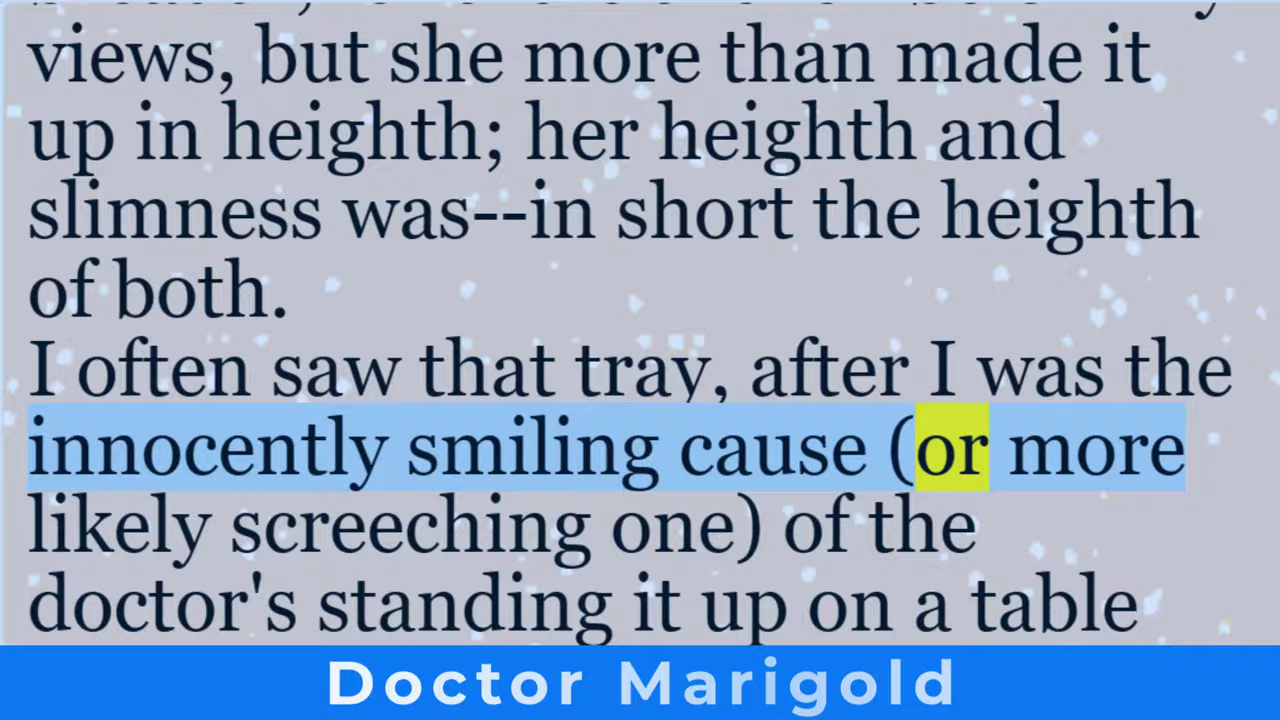 views, but she more than made it
up in heighth; her heighth and
slimness was--in short the heighth
of both.
I often saw that tray, after I was the
innocently smiling cause (or more
likely screeching one) of the
doctor's standing it up on a table
Doctor Marigold